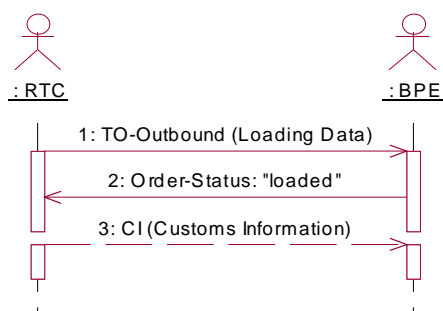 : RTC
: BPE
1: TO-Outbound (Loading Data)
2: Order-Status: "loaded"
3: CI (Customs Information)